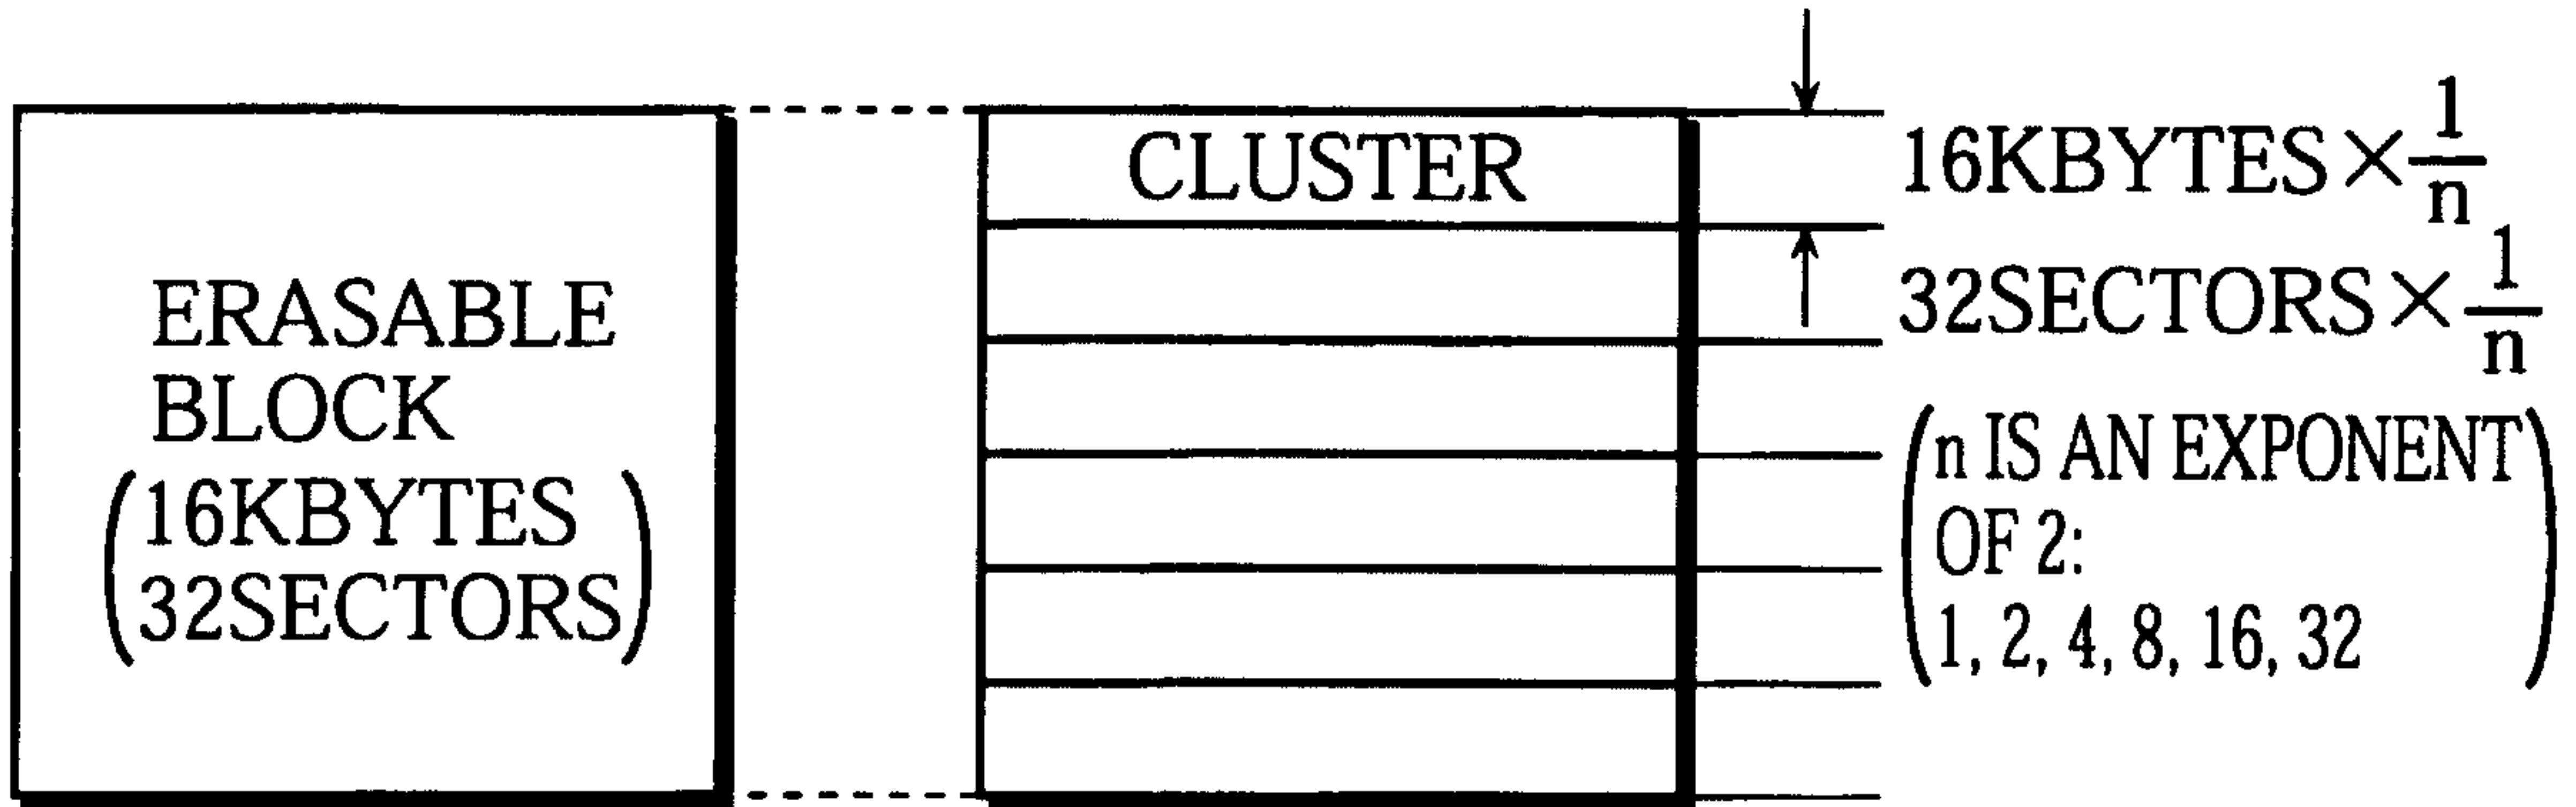 ERASABLE
BLOCK
(16KBYTES
32SECTORS)
CLUSTER
16KBYTES×1/n
32SECTORS×1/n
(n IS AN EXPONENT
OF 2:
1, 2, 4, 8, 16, 32)